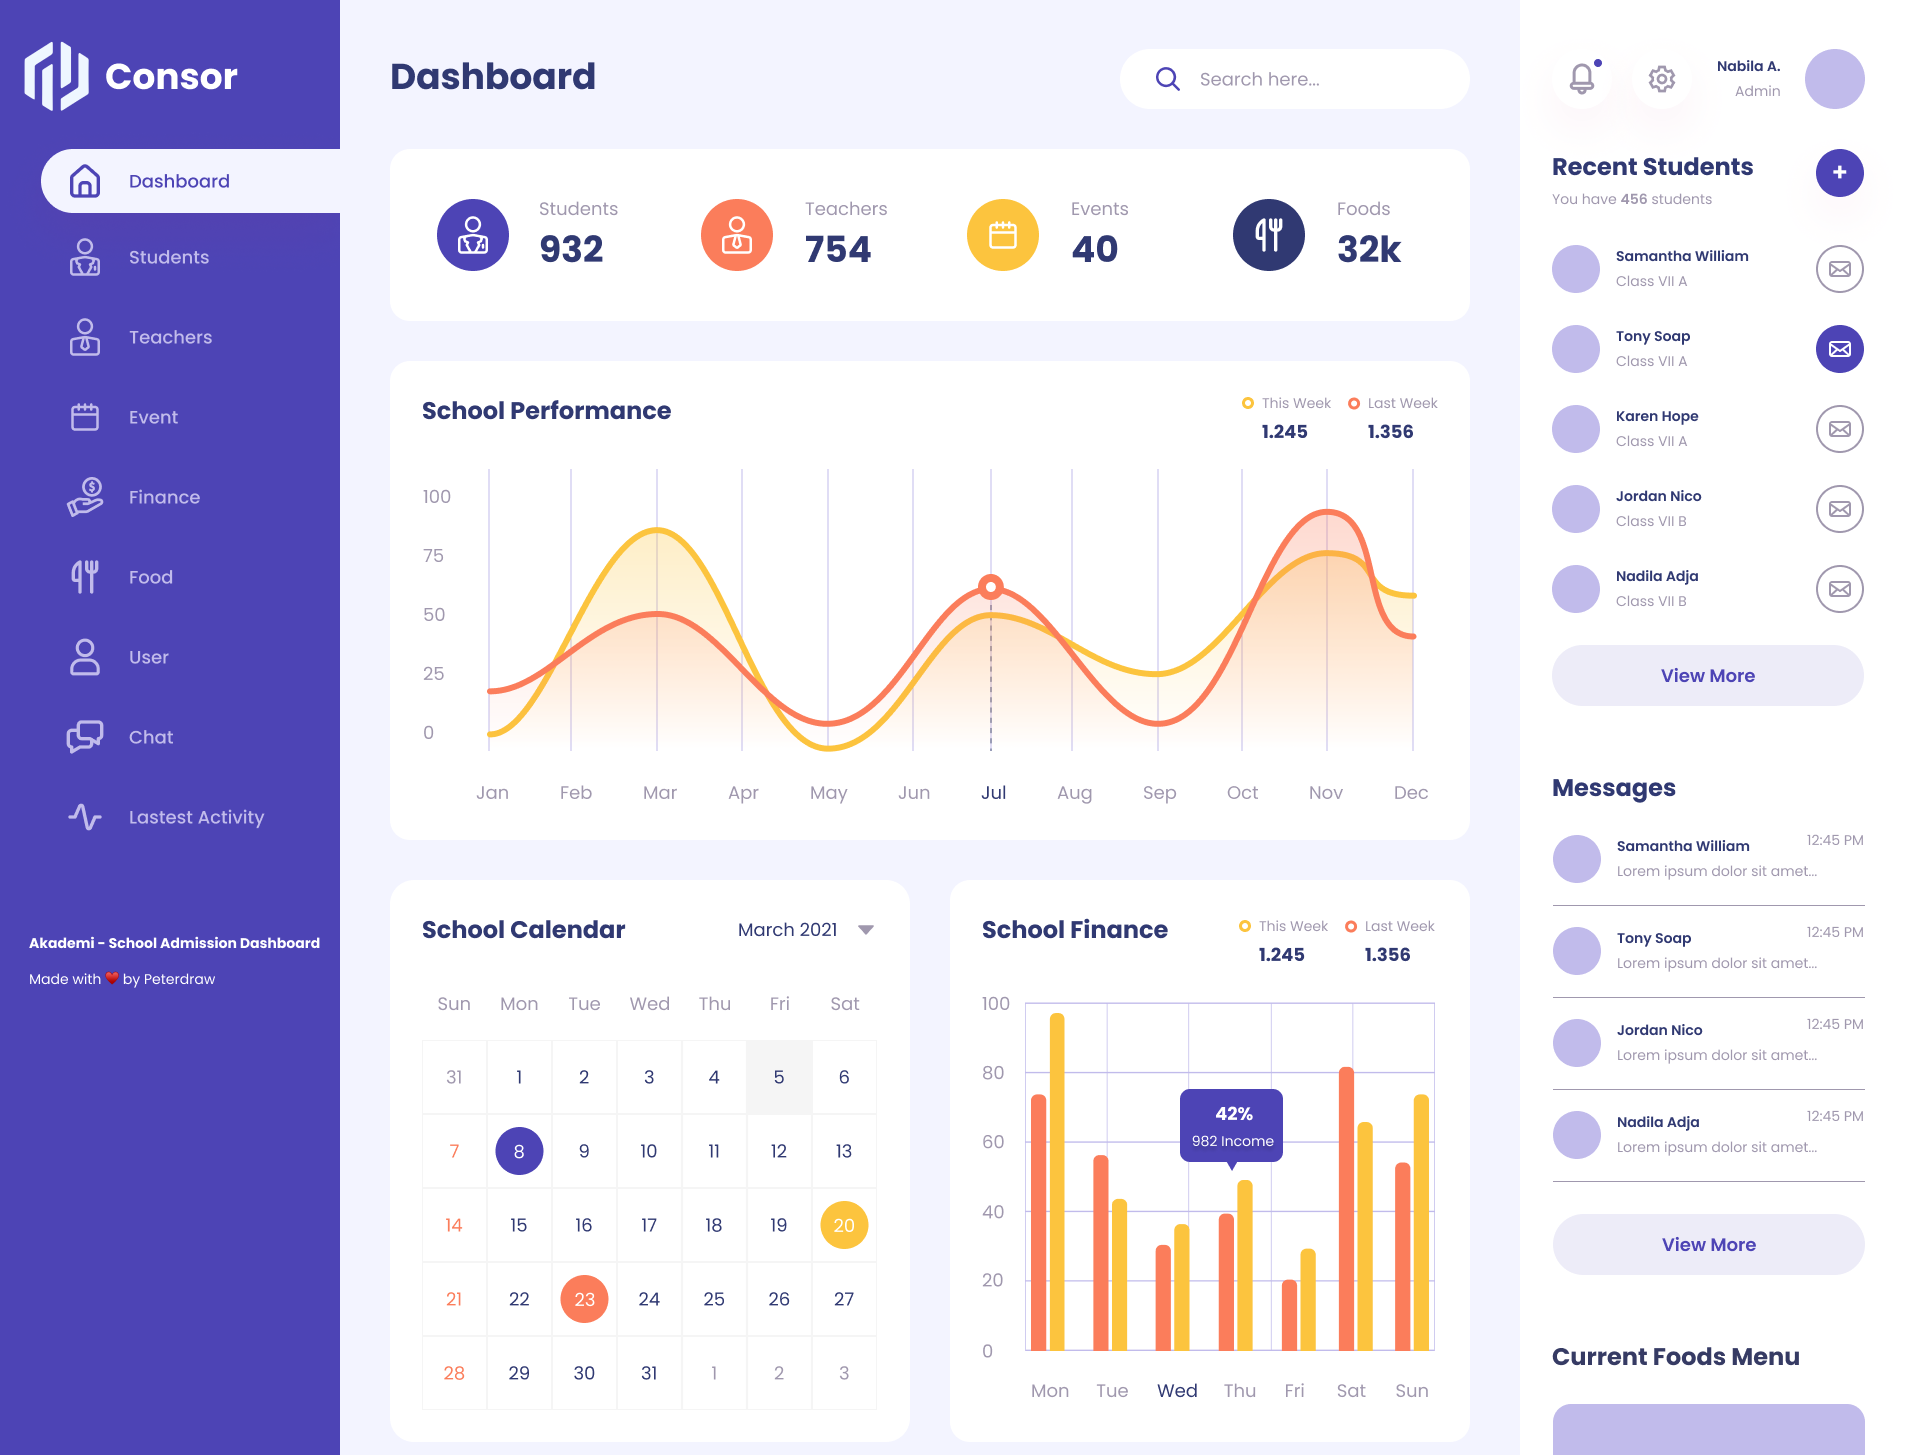 Consor
Dashboard
Students
Teachers
Event
Finance
Food
User
Chat
Lastest Activity
Akademi - School Admission Dashboard
Made with ❤️ by Peterdraw
Dashboard
Search here...
Students
932
Teachers
754
Events
40
Foods
32k
School Performance
This Week
1.245
Last Week
1.356
100
75
50
25
0
Jan Feb Mar Apr May Jun Jul Aug Sep Oct Nov Dec
School Calendar
March 2021
Sun Mon Tue Wed Thu Fri Sat
31 1 2 3 4 5 6
7 8 9 10 11 12 13
14 15 16 17 18 19 20
21 22 23 24 25 26 27
28 29 30 31 1 2 3
School Finance
This Week
1.245
Last Week
1.356
100
80
60
40
20
0
42%
982 Income
Mon Tue Wed Thu Fri Sat Sun
Nabila A.
Admin
Recent Students
You have 456 students
+
Samantha William
Class VII A
Tony Soap
Class VII A
Karen Hope
Class VII A
Jordan Nico
Class VII B
Nadila Adja
Class VII B
View More
Messages
Samantha William
12:45 PM
Lorem ipsum dolor sit amet...
Tony Soap
12:45 PM
Lorem ipsum dolor sit amet...
Jordan Nico
12:45 PM
Lorem ipsum dolor sit amet...
Nadila Adja
12:45 PM
Lorem ipsum dolor sit amet...
View More
Current Foods Menu